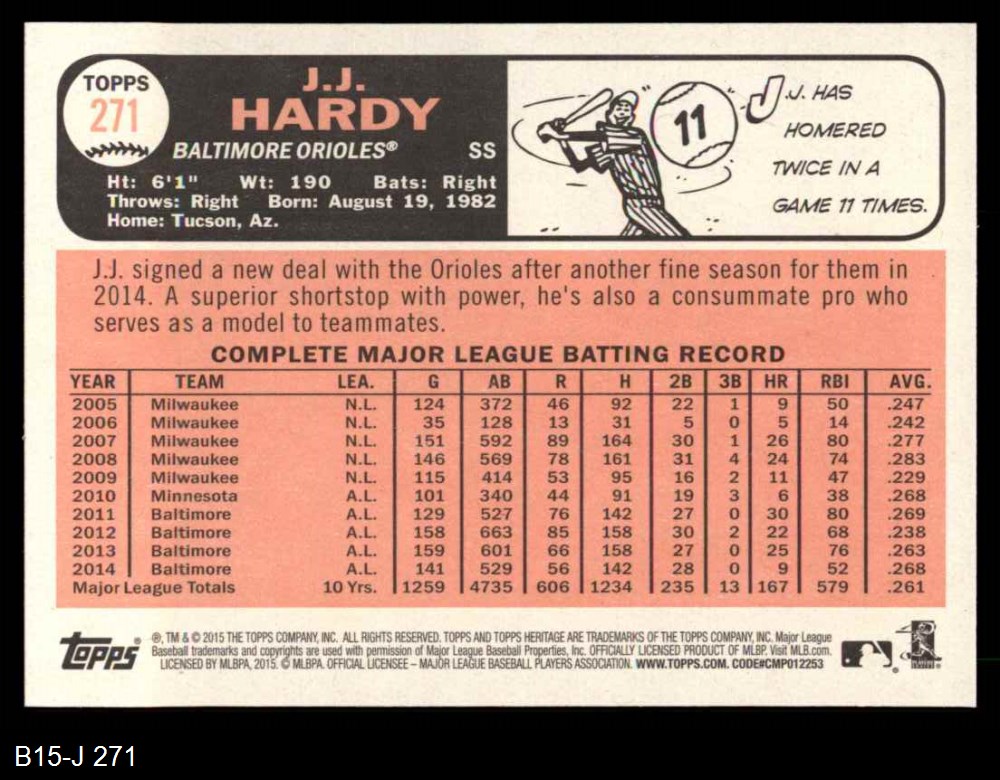 TOPPS
271
J.J.
HARDY
BALTIMORE ORIOLES® SS
Ht: 6'1" Wt: 190 Bats: Right
Throws: Right Born: August 19, 1982
Home: Tucson, Az.
11
J.J. HAS
HOMERED
TWICE IN A
GAME 11 TIMES.
J.J. signed a new deal with the Orioles after another fine season for them in
2014. A superior shortstop with power, he's also a consummate pro who
serves as a model to teammates.
COMPLETE MAJOR LEAGUE BATTING RECORD
YEAR TEAM LEA. G AB R H 2B 3B HR RBI AVG.
2005 Milwaukee N.L. 124 372 46 92 22 1 9 50 .247
2006 Milwaukee N.L. 35 128 13 31 5 0 5 14 .242
2007 Milwaukee N.L. 151 592 89 164 30 1 26 80 .277
2008 Milwaukee N.L. 146 569 78 161 31 4 24 74 .283
2009 Milwaukee N.L. 115 414 53 95 16 2 11 47 .229
2010 Minnesota A.L. 101 340 44 91 19 3 6 38 .268
2011 Baltimore A.L. 129 527 76 142 27 0 30 80 .269
2012 Baltimore A.L. 158 663 85 158 30 2 22 68 .238
2013 Baltimore A.L. 159 601 66 158 27 0 25 76 .263
2014 Baltimore A.L. 141 529 56 142 28 0 9 52 .268
Major League Totals 10 Yrs. 1259 4735 606 1234 235 13 167 579 .261
Topps®
®, TM & © 2015 THE TOPPS COMPANY, INC. ALL RIGHTS RESERVED. TOPPS AND TOPPS HERITAGE ARE TRADEMARKS OF THE TOPPS COMPANY, INC. Major League
Baseball trademarks and copyrights are used with permission of Major League Baseball Properties, Inc. OFFICIALLY LICENSED PRODUCT OF MLBP. Visit MLB.com.
LICENSED BY MLBPA, 2015. © MLBPA. OFFICIAL LICENSEE – MAJOR LEAGUE BASEBALL PLAYERS ASSOCIATION. WWW.TOPPS.COM. CODE#CMP012253
B15-J 271